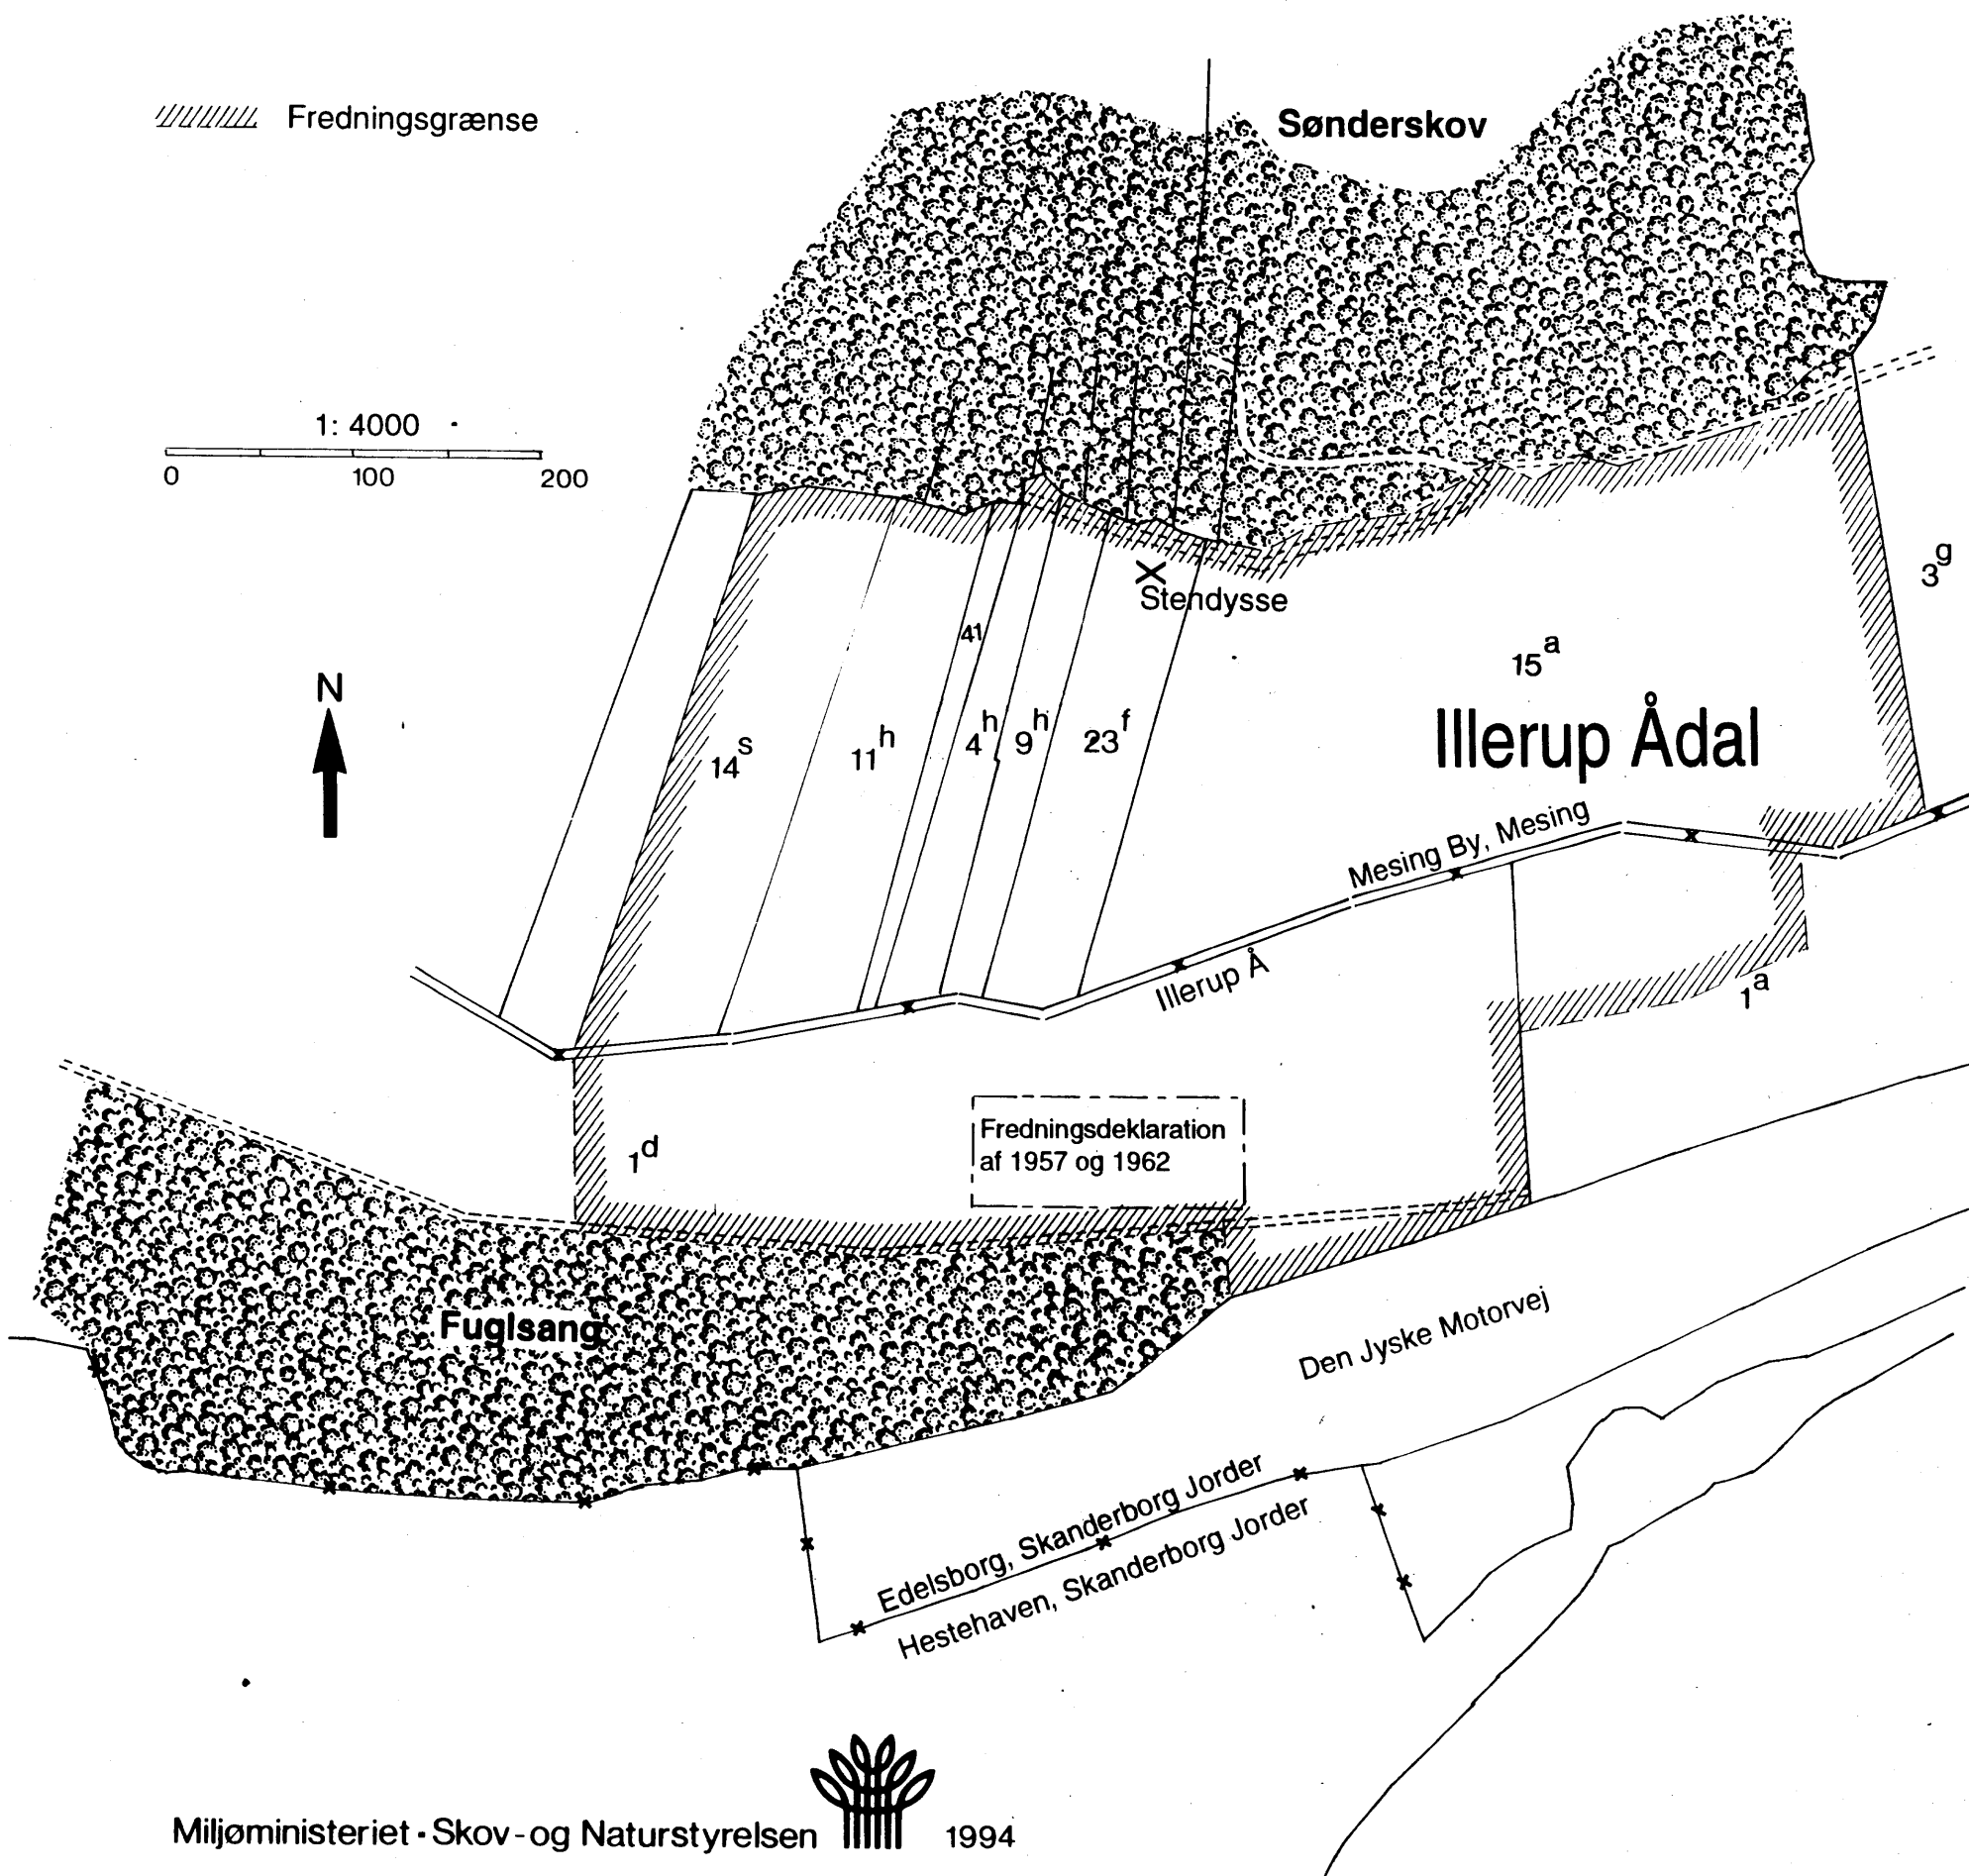 Fredningsgrænse
Sønderskov
1: 4000
0 100 200
N
Stendysse
3g
15a
Illerup Ådal
41
14s
11h
4h
9h
23f
Mesing By, Mesing
Illerup Å
1a
1d
Fredningsdeklaration
af 1957 og 1962
Fuglsang
Den Jyske Motorvej
Edelsborg, Skanderborg Jorder
Hestehaven, Skanderborg Jorder
Miljøministeriet · Skov- og Naturstyrelsen 1994